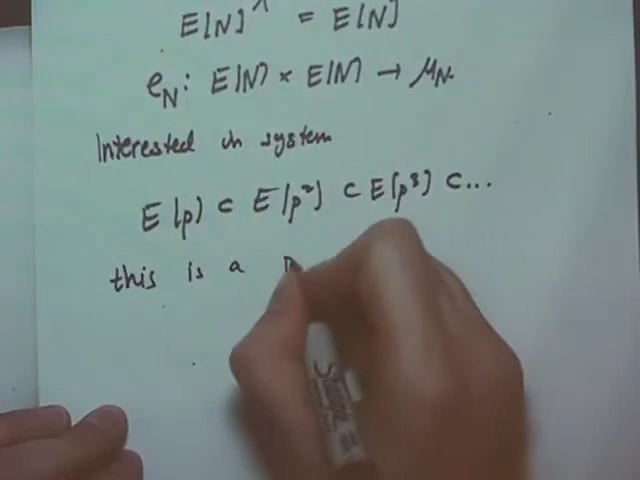 E[N]^ = E[N]
e_N: E[N] × E[N] → μ_N.
Interested in system
E[p] ⊂ E[p²] ⊂ E[p³] ⊂ ...
this is a